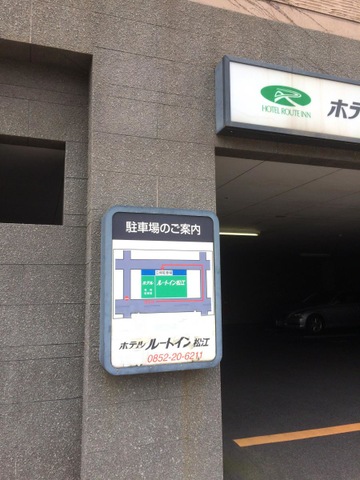 HOTEL ROUTE INN
ホテ
駐車場のご案内
ホテル
ルートイン松江
ホテル ルートイン 松江
0852-20-6211